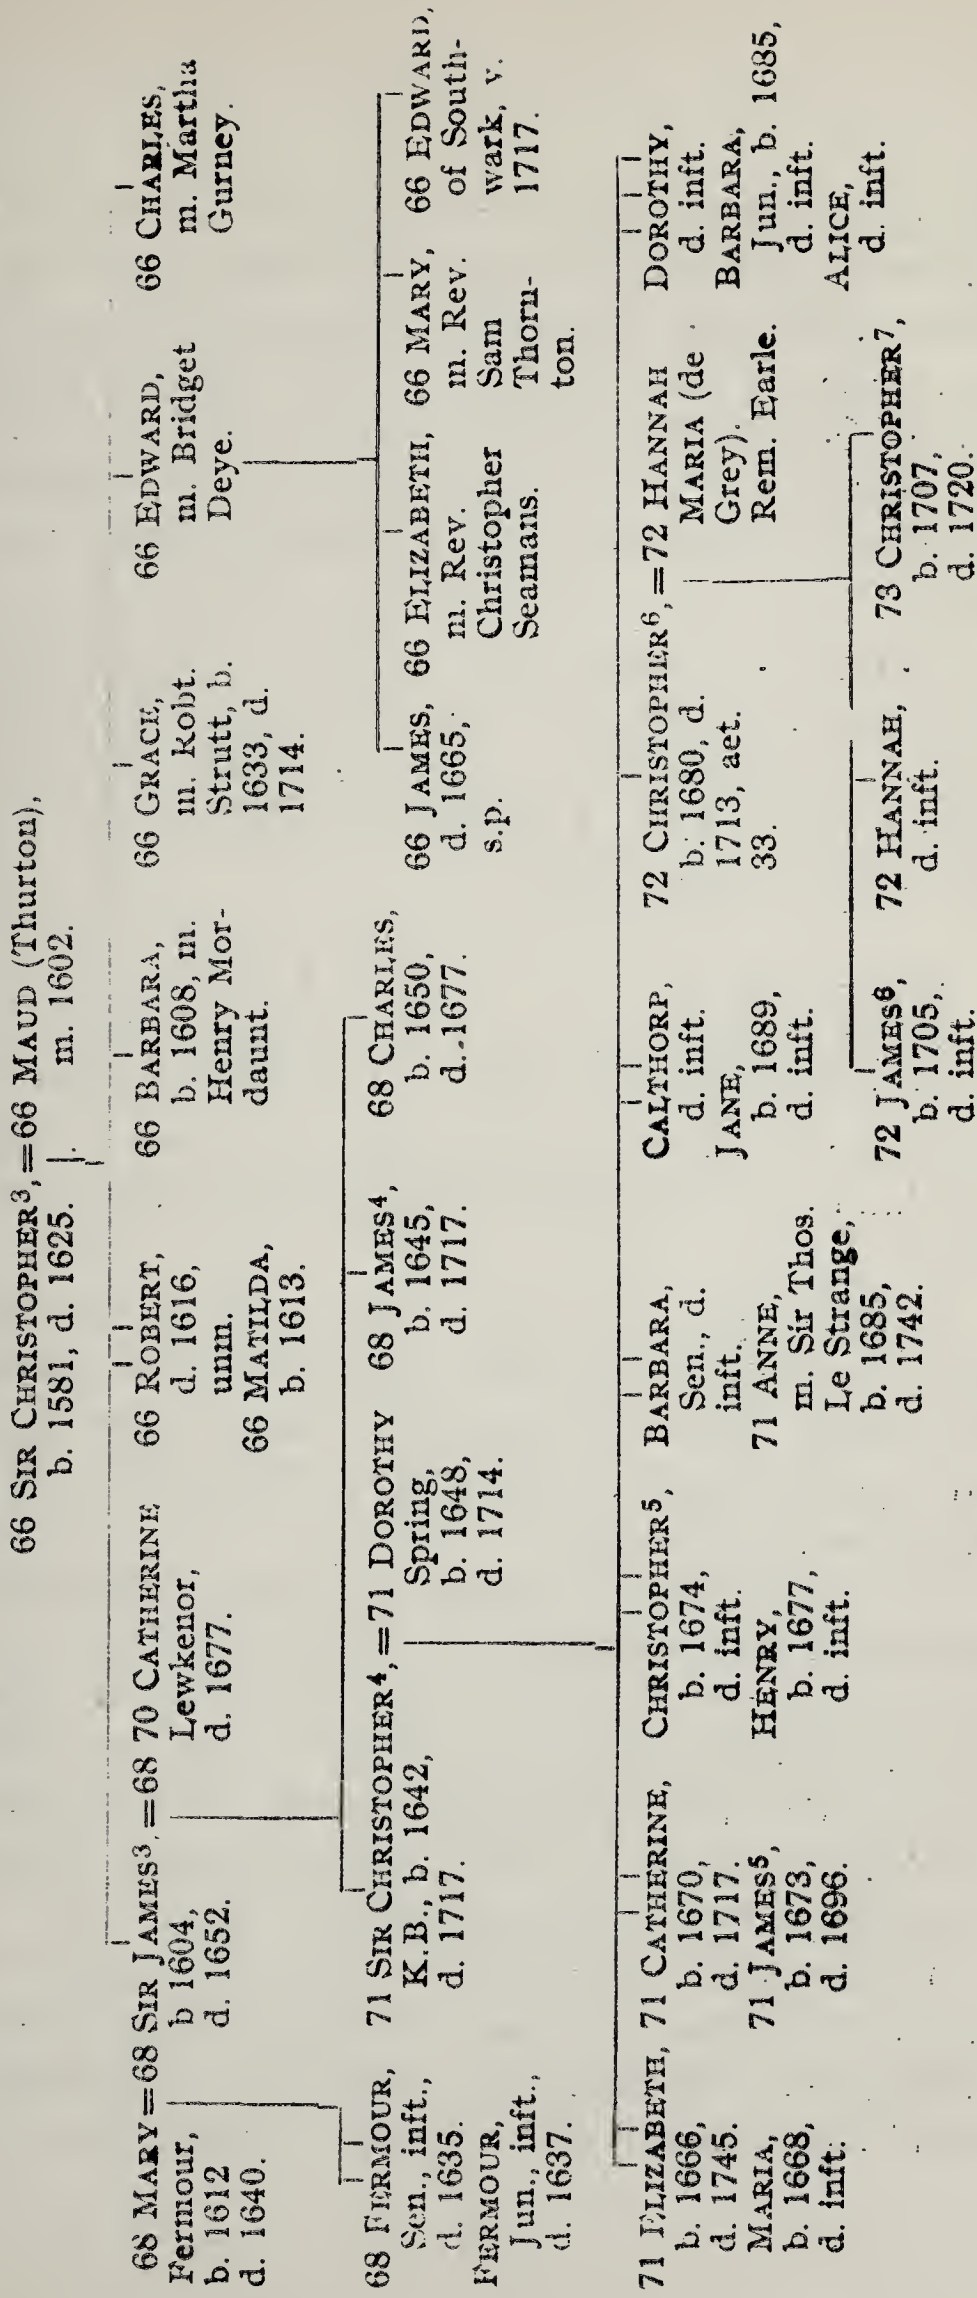 66 SIR CHRISTOPHER³,=66 MAUD (Thurton),
b. 1581, d. 1625. m. 1602.
68 MARY=68 SIR JAMES³,=68 70 CATHERINE
Fermour,
b. 1612
d. 1640.
b 1604,
d. 1652.
Lewkenor,
d. 1677.
66 ROBERT,
d. 1616,
unm.
66 MATILDA,
b. 1613.
66 BARBARA,
b. 1608, m.
Henry Mor-
daunt.
66 GRACE,
m. Robt.
Strutt, b.
1633, d.
1714.
66 EDWARD,
m. Bridget
Deye.
66 CHARLES,
m. Martha
Gurney.
68 FERMOUR,
Sen., inft.,
d. 1635.
FERMOUR,
Jun., inft.,
d. 1637.
71 SIR CHRISTOPHER⁴,=71 DOROTHY
K.B., b. 1642,
d. 1717.
Spring,
b. 1648,
d. 1714.
68 JAMES⁴,
b. 1645,
d. 1717.
68 CHARLES,
b. 1650,
d. 1677.
66 JAMES,
d. 1665,
s.p.
66 ELIZABETH,
m. Rev.
Christopher
Seamans.
66 MARY,
m. Rev.
Sam
Thorn-
ton.
66 EDWARD,
of South-
wark, v.
1717.
71 ELIZABETH,
b. 1666,
d. 1745.
MARIA,
b. 1668,
d. inft.
71 CATHERINE,
b. 1670,
d. 1717.
71 JAMES⁵,
b. 1673,
d. 1696.
CHRISTOPHER⁵,
b. 1674,
d. inft.
HENRY,
b. 1677,
d. inft.
BARBARA,
Sen., d.
inft.,
71 ANNE,
m. Sir Thos.
Le Strange,
b. 1685,
d. 1742.
CALTHORP,
d. inft.
JANE,
b. 1689,
d. inft.
72 CHRISTOPHER⁶,=72 HANNAH
b. 1680, d.
1713, aet.
33.
MARIA (de
Grey).
Rem. Earle.
DOROTHY,
d. inft.
BARBARA,
Jun., b. 1685,
d. inft.
ALICE,
d. inft.
72 JAMES⁶,
b. 1705,
d. inft.
72 HANNAH,
d. inft.
73 CHRISTOPHER⁷,
b. 1707,
d. 1720.